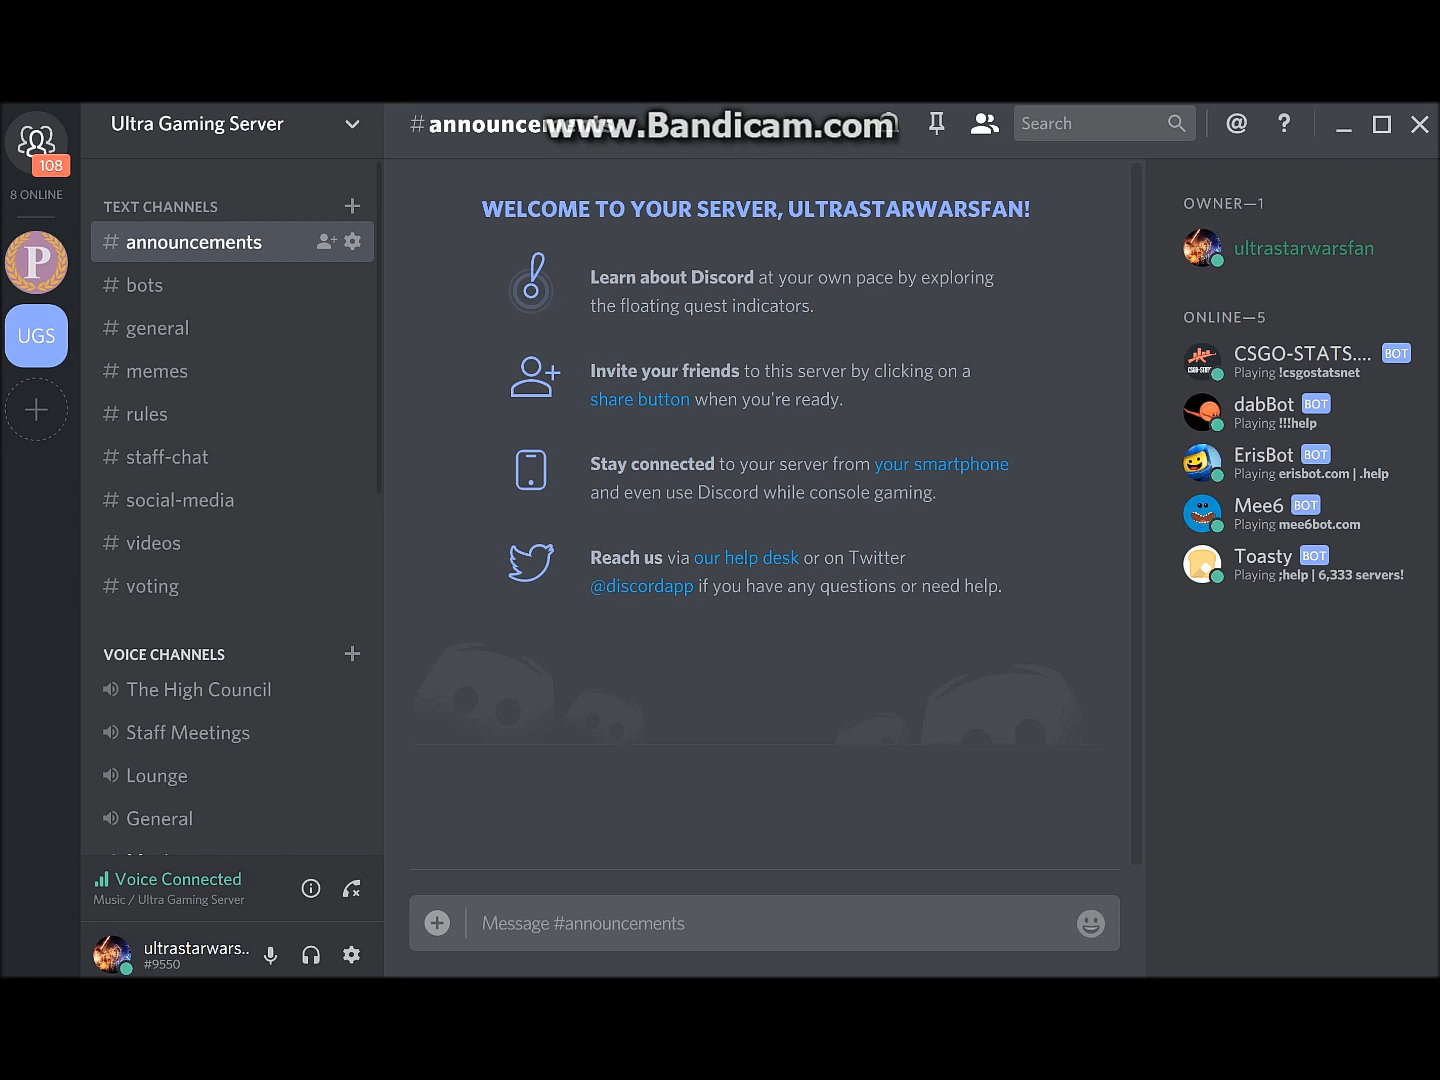 Ultra Gaming Server
#announcements
www.Bandicam.com
Search
@
?
108
8 ONLINE
P
UGS
TEXT CHANNELS
# announcements
# bots
# general
# memes
# rules
# staff-chat
# social-media
# videos
# voting
VOICE CHANNELS
The High Council
Staff Meetings
Lounge
General
Voice Connected
Music / Ultra Gaming Server
ultrastarwars..
#9550
WELCOME TO YOUR SERVER, ULTRASTARWARSFAN!
Learn about Discord at your own pace by exploring
the floating quest indicators.
Invite your friends to this server by clicking on a
share button when you're ready.
Stay connected to your server from your smartphone
and even use Discord while console gaming.
Reach us via our help desk or on Twitter
@discordapp if you have any questions or need help.
Message #announcements
OWNER—1
ultrastarwarsfan
ONLINE—5
CSGO-STATS.... BOT
Playing !csgostatsnet
dabBot BOT
Playing !!!help
ErisBot BOT
Playing erisbot.com | .help
Mee6 BOT
Playing mee6bot.com
Toasty BOT
Playing ;help | 6,333 servers!